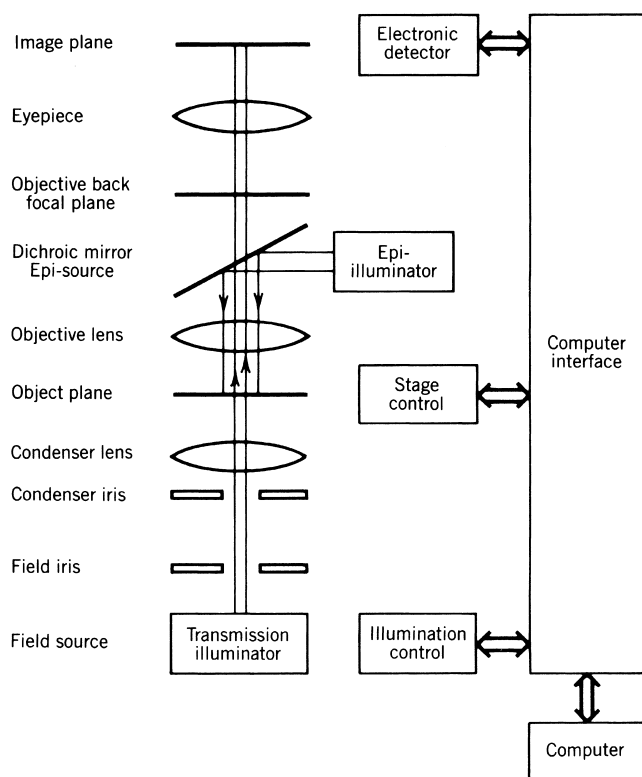 Image plane
Electronic
detector
Eyepiece
Objective back
focal plane
Dichroic mirror
Epi-source
Epi-
illuminator
Objective lens
Computer
interface
Object plane
Stage
control
Condenser lens
Condenser iris
Field iris
Field source
Transmission
illuminator
Illumination
control
Computer